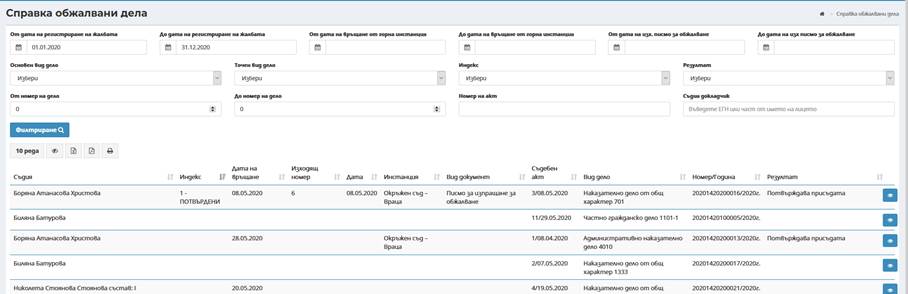 Справка обжалвани дела
Справка обжалвани дела
От дата на регистриране на жалбата До дата на регистриране на жалбата От дата на връщане от горна инстанция До дата на връщане от горна инстанция От дата на изх. писмо за обжалване До дата на изх писмо за обжалване
01.01.2020 31.12.2020
Основен вид дело Точен вид дело Индекс Резултат
Избери Избери Избери Избери
От номер на дело До номер на дело Номер на акт Съдия докладчик
0 0 Въведете ЕГН или част от името на лицето
Филтриране
10 реда
Съдия Индекс Дата на връщане Изходящ номер Дата Инстанция Вид документ Съдебен акт Вид дело Номер/Година Резултат
Боряна Атанасова Христова 1 - ПОТВЪРДЕНИ 08.05.2020 6 08.05.2020 Окръжен съд – Враца Писмо за изпращане за обжалване 3/08.05.2020 Наказателно дело от общ характер 701 20201420200016/2020г. Потвърждава присъдата
Биляна Батурова 11/29.05.2020 Частно гражданско дело 1101-1 20201420100005/2020г.
Боряна Атанасова Христова 28.05.2020 Окръжен съд – Враца 1/08.04.2020 Административно наказателно дело 4010 20201420200013/2020г. Потвърждава присъдата
Биляна Батурова 2/07.05.2020 Наказателно дело от общ характер 1333 20201420200017/2020г.
Николета Стоянова Стоянова състав: I 20.05.2020 4/19.05.2020 Наказателно дело от общ 20201420200021/2020г.